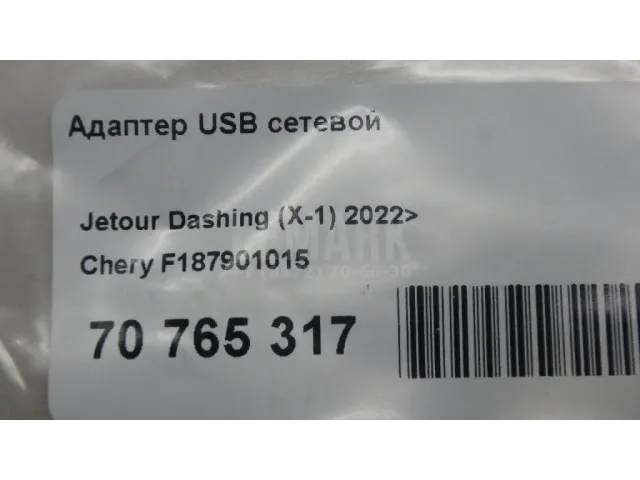 Адаптер USB сетевой
Jetour Dashing (X-1) 2022>
Chery F187901015
70 765 317